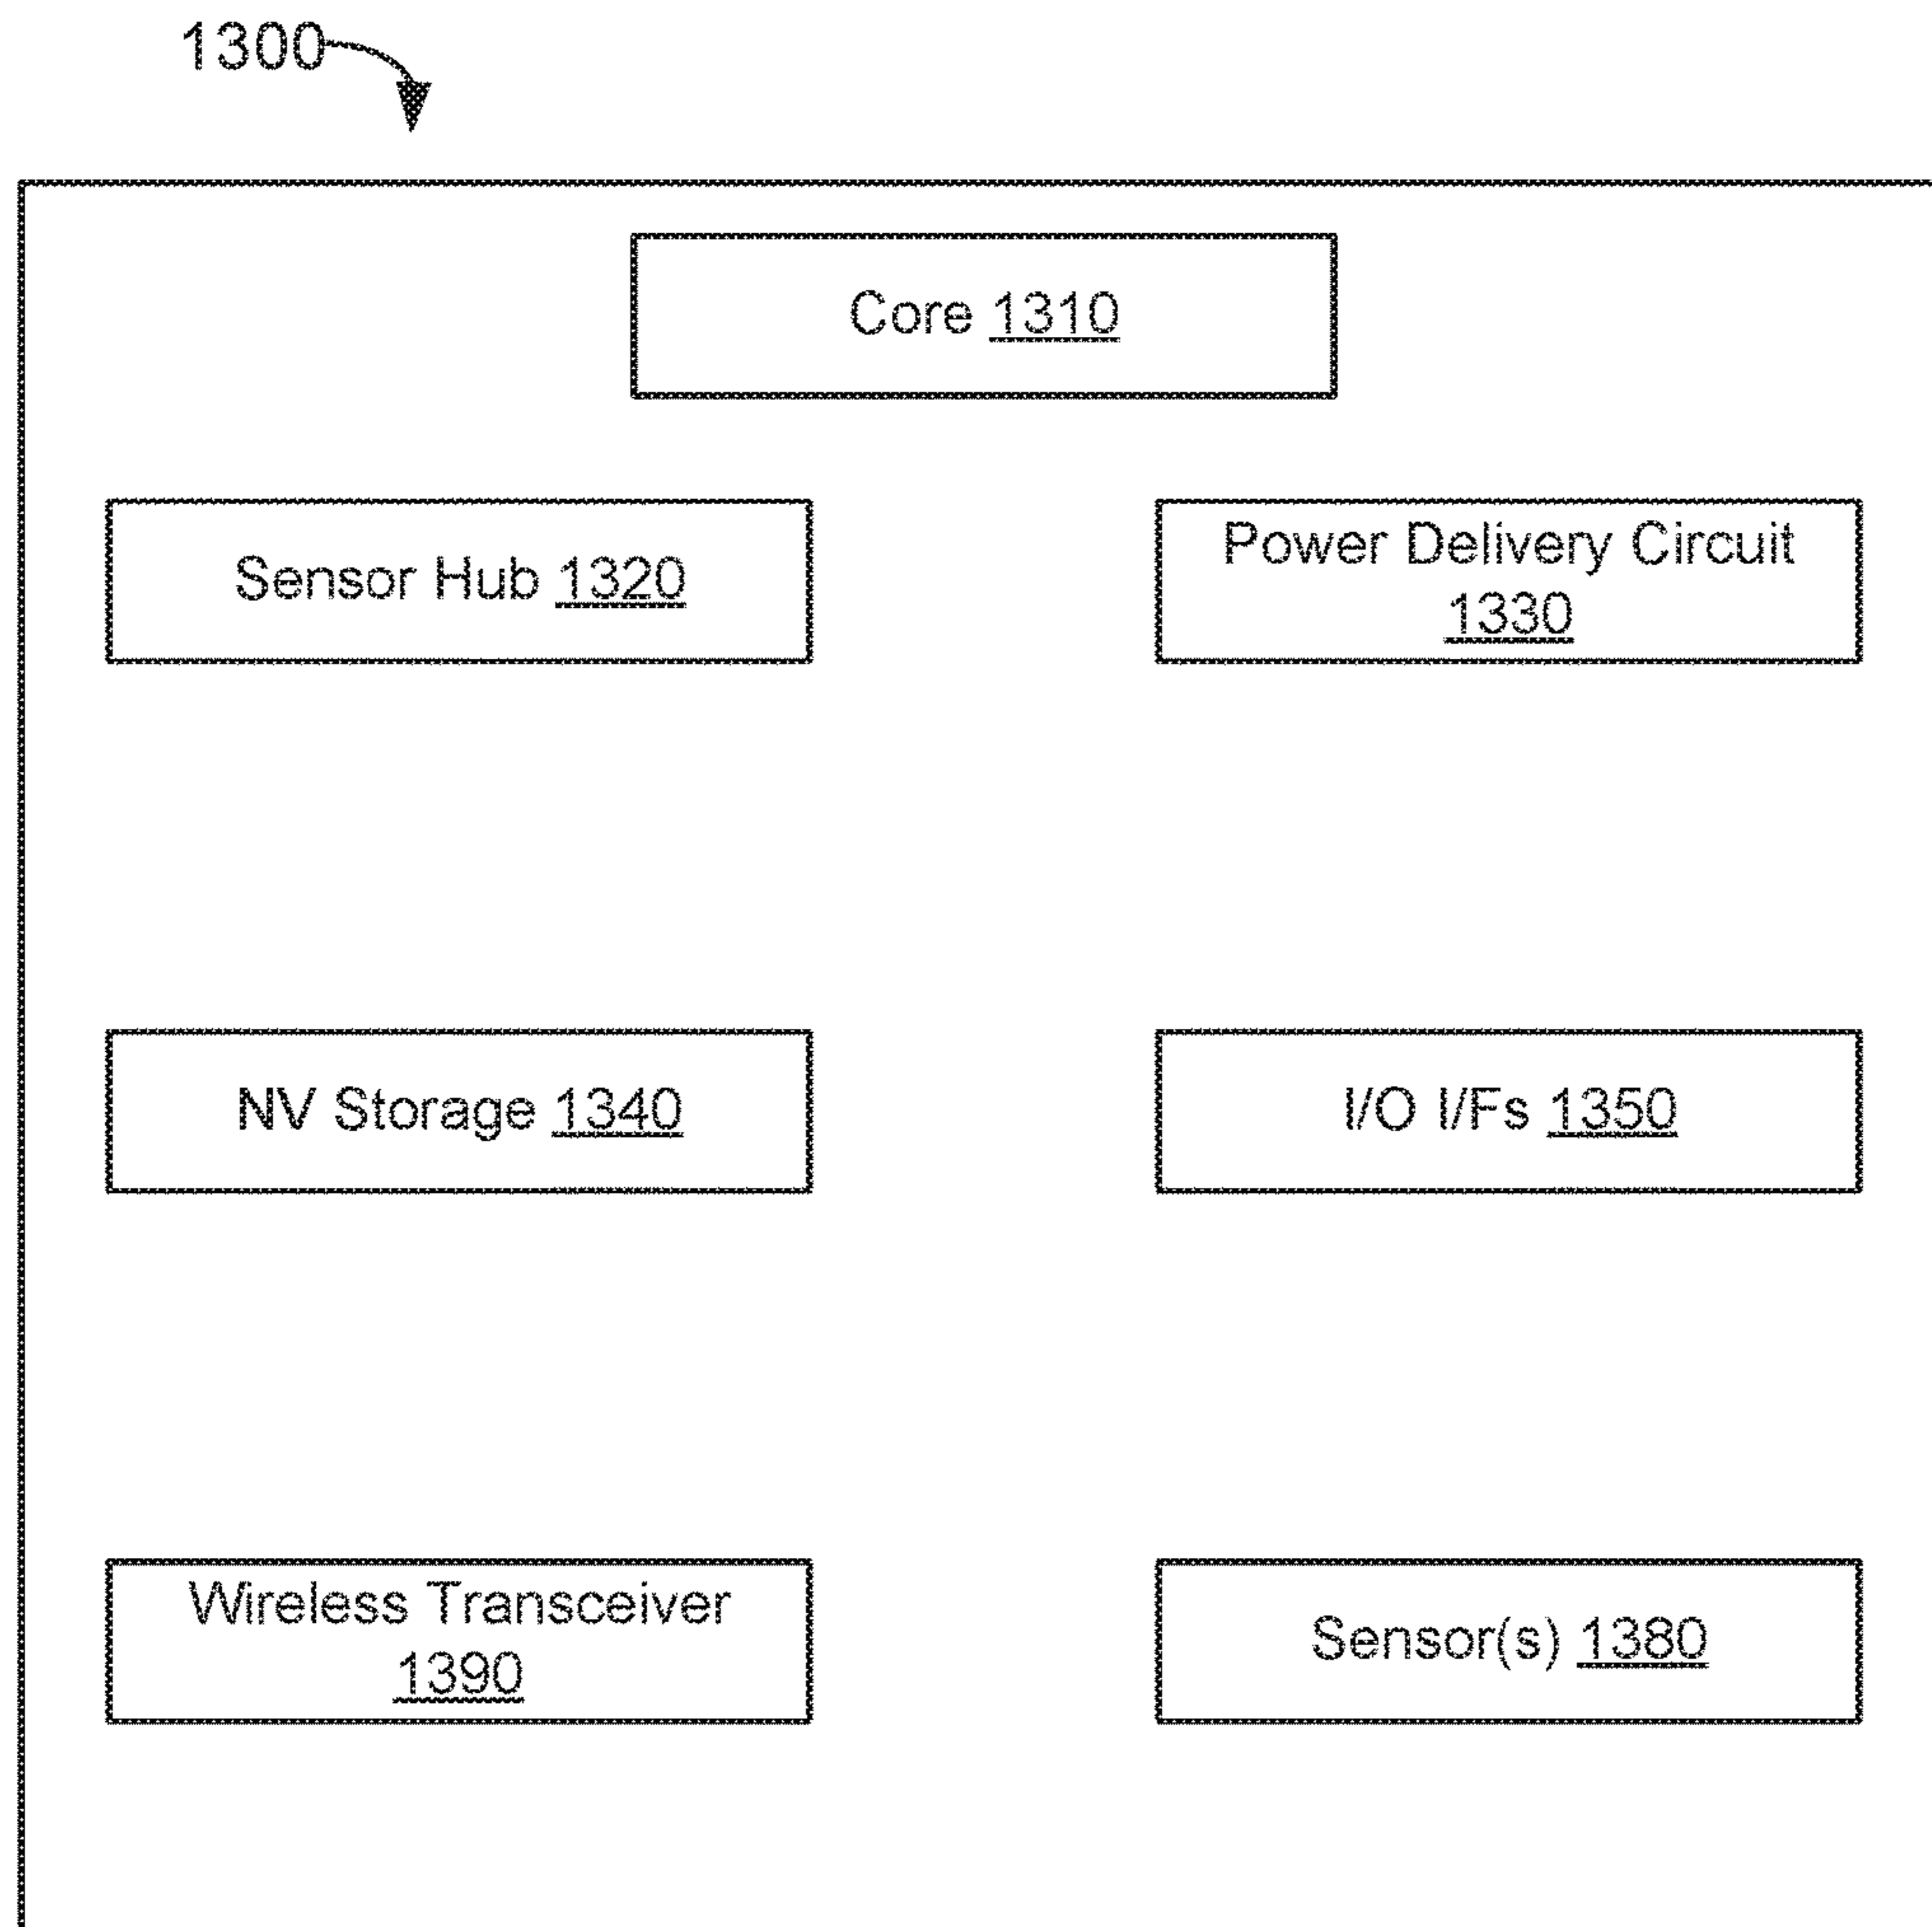 1300
Core 1310
Sensor Hub 1320
Power Delivery Circuit
1330
NV Storage 1340
I/O I/Fs 1350
Wireless Transceiver
1390
Sensor(s) 1380